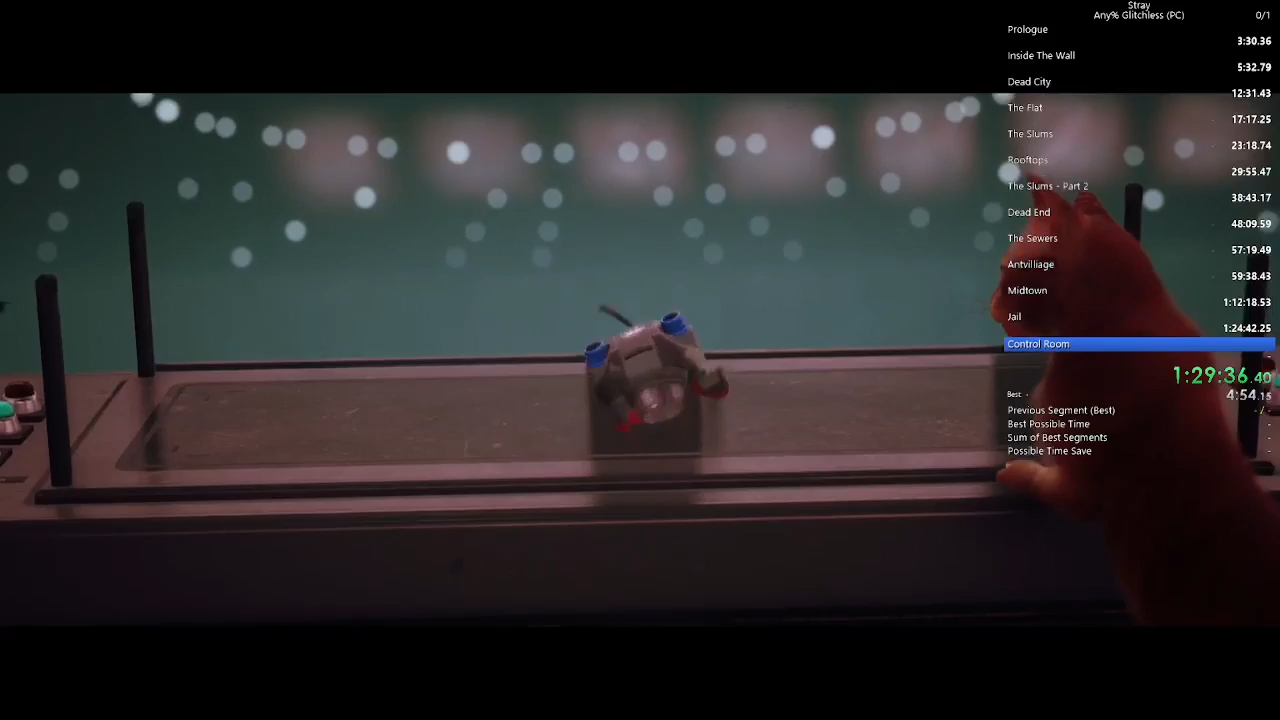 Stray
Any% Glitchless (PC) 0/1
Prologue
3:30.36
Inside The Wall
5:32.79
Dead City
12:31.43
The Flat
17:17.25
The Slums
23:18.74
Rooftops
29:55.47
The Slums - Part 2
38:43.17
Dead End
48:09.59
The Sewers
57:19.49
Antvilliage
59:38.43
Midtown
1:12:18.53
Jail
1:24:42.25
Control Room
1:29:36.40
Best - 4:54.15
Previous Segment (Best) - / -
Best Possible Time -
Sum of Best Segments -
Possible Time Save -